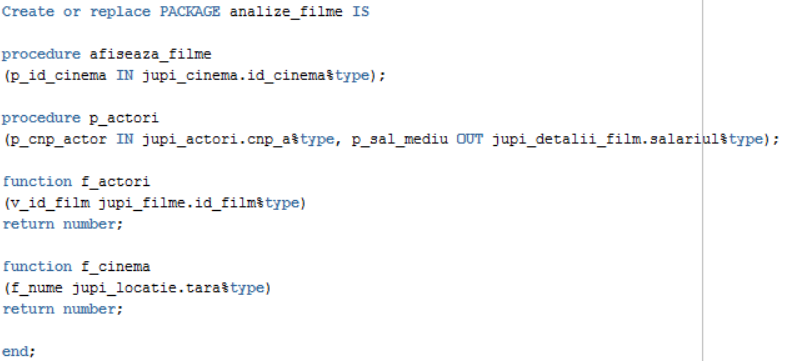 Create or replace PACKAGE analize_filme IS
procedure afiseaza_filme
(p_id_cinema IN jupi_cinema.id_cinema%type);
procedure p_actori
(p_cnp_actor IN jupi_actori.cnp_a%type, p_sal_mediu OUT jupi_detalii_film.salariul%type);
function f_actori
(v_id_film jupi_filme.id_film%type)
return number;
function f_cinema
(f_nume jupi_locatie.tara%type)
return number;
end;